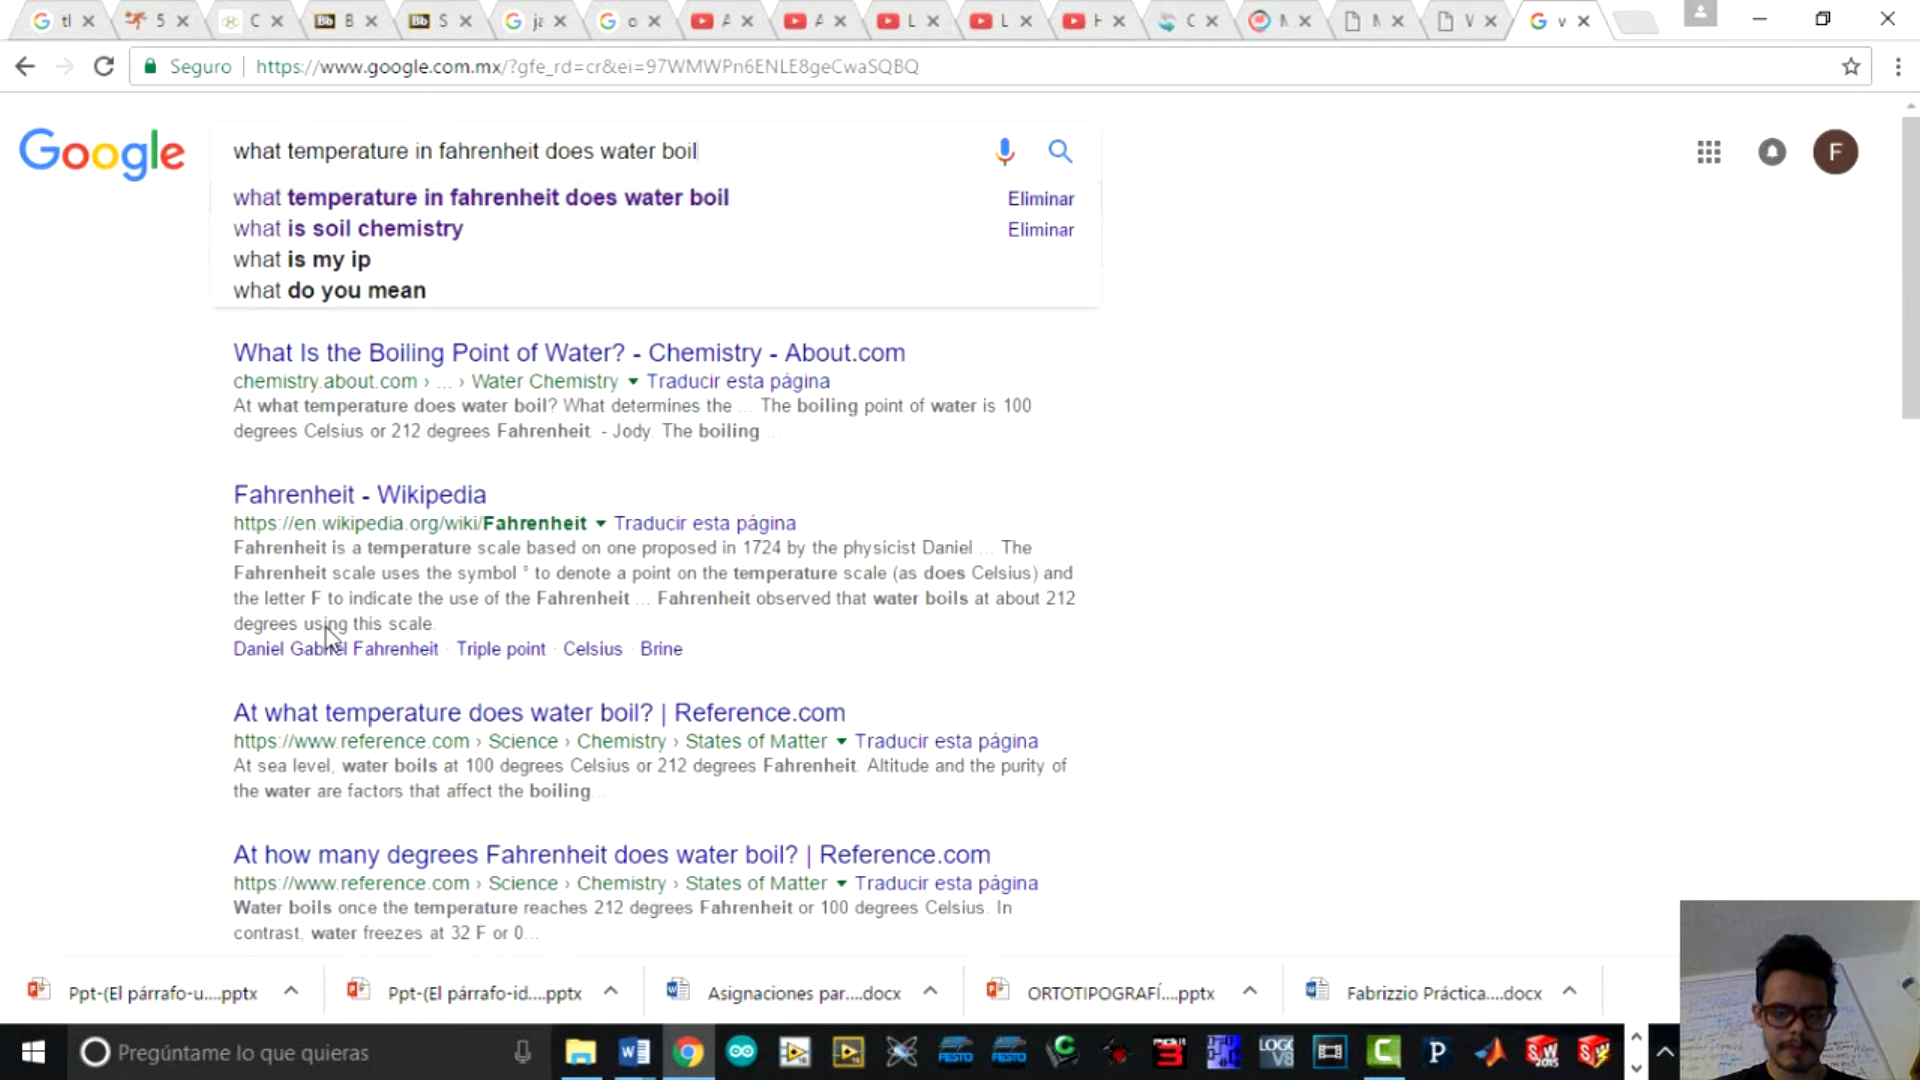 tl
5
C
B
S
ja
o
A
A
L
L
H
C
M
M
V
v
Seguro
https://www.google.com.mx/?gfe_rd=cr&ei=97WMWPn6ENLE8geCwaSQBQ
Google
what temperature in fahrenheit does water boil
F
what temperature in fahrenheit does water boil Eliminar
what is soil chemistry Eliminar
what is my ip
what do you mean
What Is the Boiling Point of Water? - Chemistry - About.com
chemistry.about.com › ... › Water Chemistry ▼ Traducir esta página
At what temperature does water boil? What determines the ... The boiling point of water is 100
degrees Celsius or 212 degrees Fahrenheit. - Jody. The boiling ...
Fahrenheit - Wikipedia
https://en.wikipedia.org/wiki/Fahrenheit ▼ Traducir esta página
Fahrenheit is a temperature scale based on one proposed in 1724 by the physicist Daniel ... The
Fahrenheit scale uses the symbol ° to denote a point on the temperature scale (as does Celsius) and
the letter F to indicate the use of the Fahrenheit ... Fahrenheit observed that water boils at about 212
degrees using this scale.
Daniel Gabriel Fahrenheit · Triple point · Celsius · Brine
At what temperature does water boil? | Reference.com
https://www.reference.com › Science › Chemistry › States of Matter ▼ Traducir esta página
At sea level, water boils at 100 degrees Celsius or 212 degrees Fahrenheit. Altitude and the purity of
the water are factors that affect the boiling...
At how many degrees Fahrenheit does water boil? | Reference.com
https://www.reference.com › Science › Chemistry › States of Matter ▼ Traducir esta página
Water boils once the temperature reaches 212 degrees Fahrenheit or 100 degrees Celsius. In
contrast, water freezes at 32 F or 0...
Ppt-(El párrafo-u....pptx
Ppt-(El párrafo-id....pptx
Asignaciones par....docx
ORTOTIPOGRAFÍ....pptx
Fabrizzio Práctica....docx
Pregúntame lo que quieras
FESTO
FESTO
LOGO
V8
P
SW
2015
SW